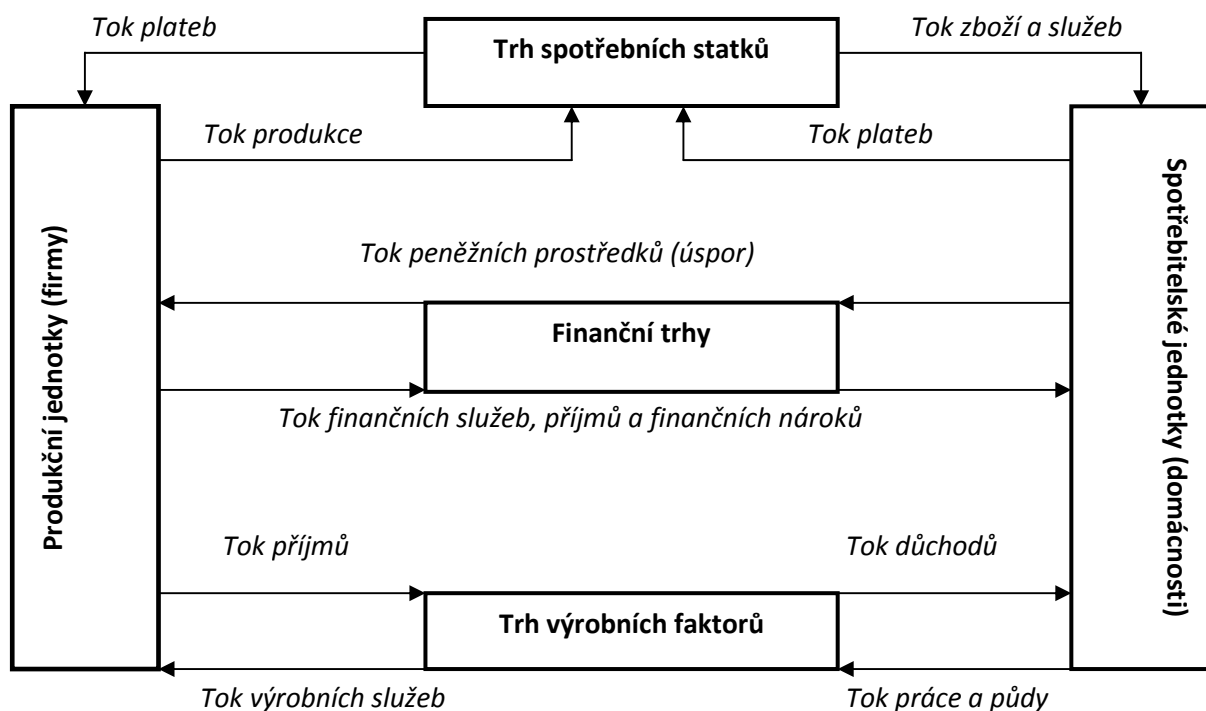 Tok plateb
Trh spotřebních statků
Tok zboží a služeb
Tok produkce
Tok plateb
Produkční jednotky (firmy)
Spotřebitelské jednotky (domácnosti)
Tok peněžních prostředků (úspor)
Finanční trhy
Tok finančních služeb, příjmů a finančních nároků
Tok příjmů
Tok důchodů
Trh výrobních faktorů
Tok výrobních služeb
Tok práce a půdy